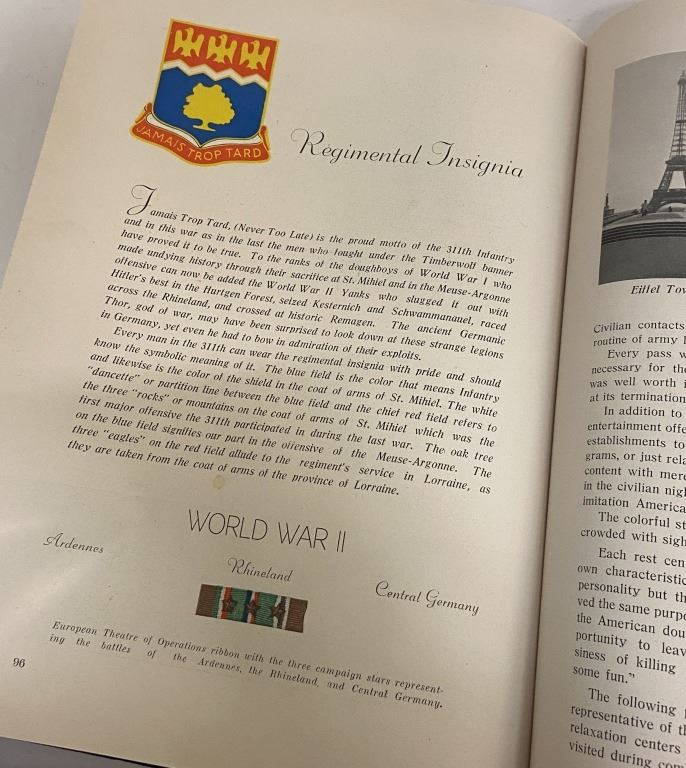 JAMAIS TROP TARD
Regimental Insignia
Jamais Trop Tard, (Never Too Late) is the proud motto of the 311th Infantry
and in this war as in the last the men who fought under the Timberwolf banner
have proved it to be true. To the ranks of the doughboys of World War I who
made undying history through their sacrifice at St. Mihiel and in the Meuse-Argonne
offensive can now be added the World War II Yanks who slugged it out with
Hitler's best in the Hurtgen Forest, seized Kesternich and Schwammanauel, raced
across the Rhineland, and crossed at historic Remagen. The ancient Germanic
Thor, god of war, may have been surprised to look down at these strange legions
in Germany, yet even he had to bow in admiration of their exploits.
Every man in the 311th can wear the regimental insignia with pride and should
know the symbolic meaning of it. The blue field is the color that means Infantry
and likewise is the color of the shield in the coat of arms of St. Mihiel. The white
"dancette" or partition line between the blue field and the chief red field refers to
the three "rocks" or mountains on the coat of arms of St. Mihiel which was the
first major offensive the 311th participated in during the last war. The oak tree
on the blue field signifies our part in the offensive of the Meuse-Argonne. The
three "eagles" on the red field allude to the regiment's service in Lorraine, as
they are taken from the coat of arms of the province of Lorraine.
WORLD WAR II
Ardennes
Rhineland
Central Germany
European Theatre of Operations ribbon with the three campaign stars represent-
ing the battles of the Ardennes, the Rhineland, and Central Germany.
96
Eiffel Tow
Civilian contacts
routine of army l
Every pass w
necessary for the
was well worth i
at its termination
In addition to
entertainment offe
establishments to
grams, or just rela
content with mere
in the civilian nig
imitation America
The colorful st
crowded with sigh
Each rest cen
own characteristic
personality but th
ved the same purpo
the American dou
portunity to leav
siness of killing
some fun."
The following p
representative of th
relaxation centers
visited during com